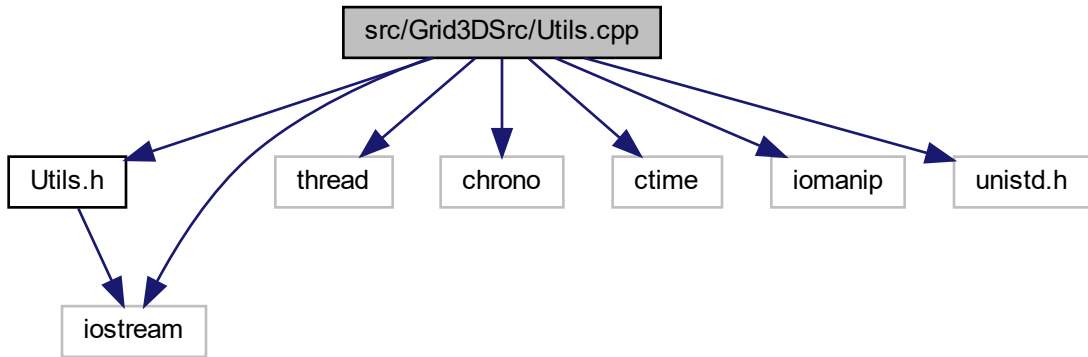 src/Grid3DSrc/Utils.cpp
Utils.h
thread
chrono
ctime
iomanip
unistd.h
iostream